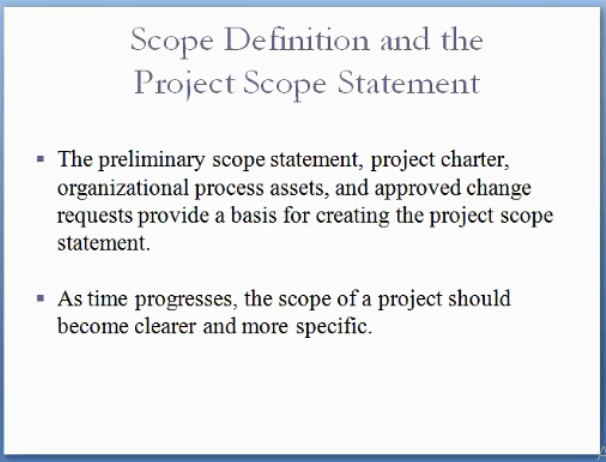 Scope Definition and the
Project Scope Statement
▪ The preliminary scope statement, project charter,
organizational process assets, and approved change
requests provide a basis for creating the project scope
statement.
▪ As time progresses, the scope of a project should
become clearer and more specific.